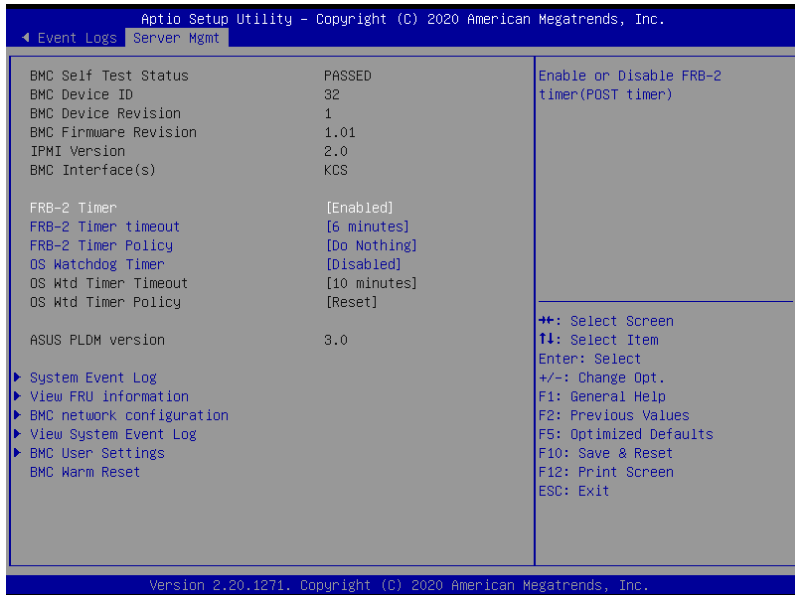 Aptio Setup Utility – Copyright (C) 2020 American Megatrends, Inc.
Event Logs Server Mgmt
BMC Self Test Status PASSED
BMC Device ID 32
BMC Device Revision 1
BMC Firmware Revision 1.01
IPMI Version 2.0
BMC Interface(s) KCS
FRB-2 Timer [Enabled]
FRB-2 Timer timeout [6 minutes]
FRB-2 Timer Policy [Do Nothing]
OS Watchdog Timer [Disabled]
OS Wtd Timer Timeout [10 minutes]
OS Wtd Timer Policy [Reset]
ASUS PLDM version 3.0
System Event Log
View FRU information
BMC network configuration
View System Event Log
BMC User Settings
BMC Warm Reset
Enable or Disable FRB-2
timer(POST timer)
→←: Select Screen
↑↓: Select Item
Enter: Select
+/-: Change Opt.
F1: General Help
F2: Previous Values
F5: Optimized Defaults
F10: Save & Reset
F12: Print Screen
ESC: Exit
Version 2.20.1271. Copyright (C) 2020 American Megatrends, Inc.